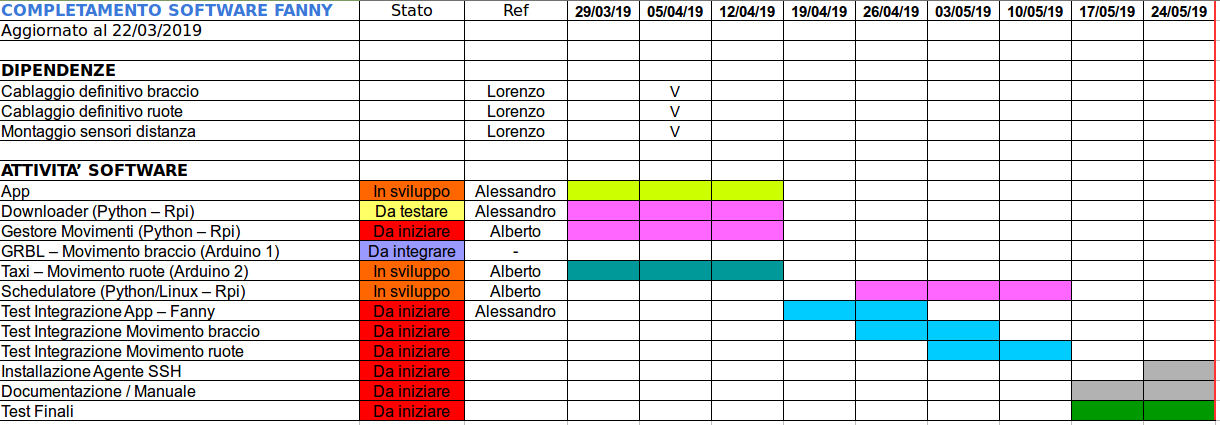 COMPLETAMENTO SOFTWARE FANNY Stato Ref 29/03/19 05/04/19 12/04/19 19/04/19 26/04/19 03/05/19 10/05/19 17/05/19 24/05/19
Aggiornato al 22/03/2019
DIPENDENZE
Cablaggio definitivo braccio Lorenzo V
Cablaggio definitivo ruote Lorenzo V
Montaggio sensori distanza Lorenzo V
ATTIVITA’ SOFTWARE
App In sviluppo Alessandro
Downloader (Python – Rpi) Da testare Alessandro
Gestore Movimenti (Python – Rpi) Da iniziare Alberto
GRBL – Movimento braccio (Arduino 1) Da integrare -
Taxi – Movimento ruote (Arduino 2) In sviluppo Alberto
Schedulatore (Python/Linux – Rpi) In sviluppo Alberto
Test Integrazione App – Fanny Da iniziare Alessandro
Test Integrazione Movimento braccio Da iniziare
Test Integrazione Movimento ruote Da iniziare
Installazione Agente SSH Da iniziare
Documentazione / Manuale Da iniziare
Test Finali Da iniziare